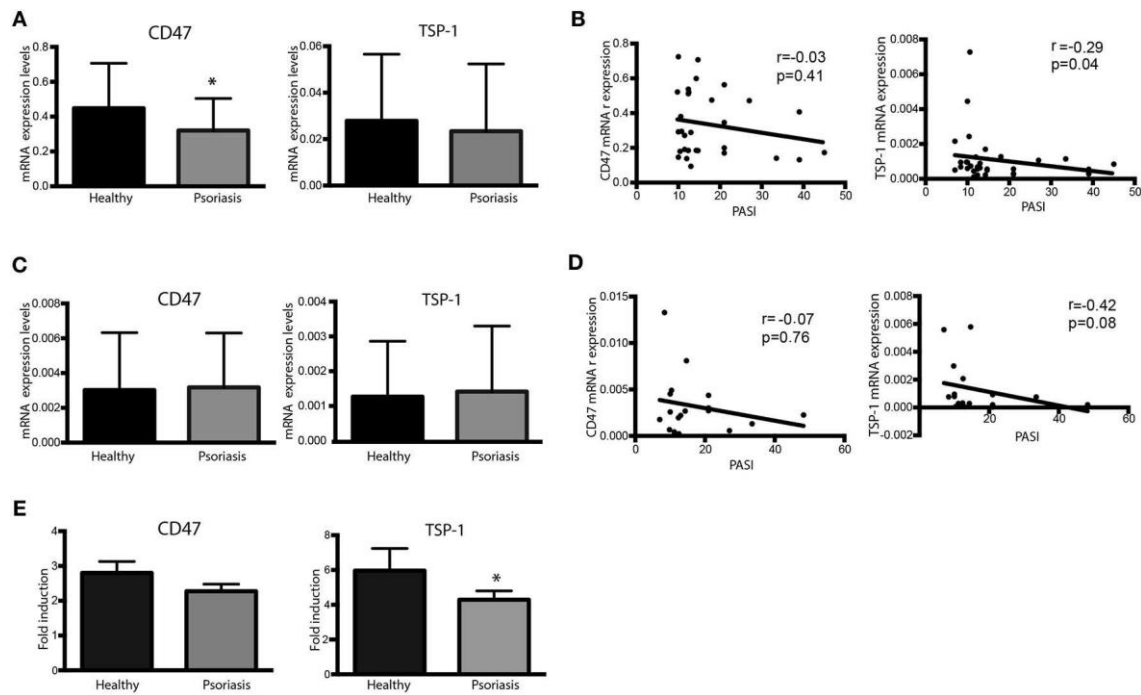 A
CD47
mRNA expression levels
0.8
0.6
0.4
0.2
0.0
*
Healthy
Psoriasis
TSP-1
mRNA expression levels
0.06
0.04
0.02
0.00
Healthy
Psoriasis
B
CD47 mRNA r expression
0.8
0.6
0.4
0.2
0.0
r=-0.03
p=0.41
0 10 20 30 40 50
PASI
TSP-1 mRNA expression
0.008
0.006
0.004
0.002
0.000
r=-0.29
p=0.04
0 10 20 30 40 50
PASI
C
CD47
mRNA expression levels
0.008
0.006
0.004
0.002
0.000
Healthy
Psoriasis
TSP-1
mRNA expression levels
0.004
0.003
0.002
0.001
0.000
Healthy
Psoriasis
D
CD47 mRNA r expression
0.015
0.010
0.005
0.000
r= -0.07
p=0.76
0 20 40 60
PASI
TSP-1 mRNA expression
0.008
0.006
0.004
0.002
0.000
-0.002
r=-0.42
p=0.08
20 40 60
PASI
E
CD47
Fold induction
4
3
2
1
0
Healthy
Psoriasis
TSP-1
Fold induction
8
6
4
2
0
*
Healthy
Psoriasis